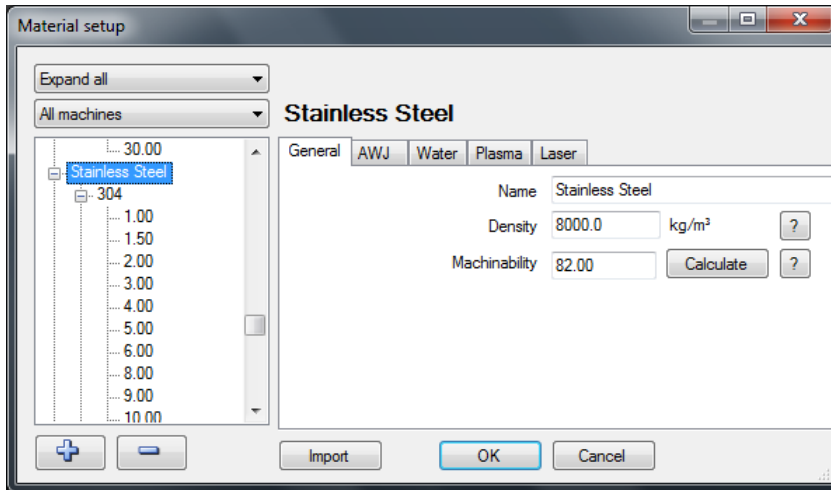 Material setup
Expand all
All machines
30.00
Stainless Steel
304
1.00
1.50
2.00
3.00
4.00
5.00
6.00
8.00
9.00
10.00
Stainless Steel
General AWJ Water Plasma Laser
Name Stainless Steel
Density 8000.0 kg/m³ ?
Machinability 82.00 Calculate ?
Import OK Cancel